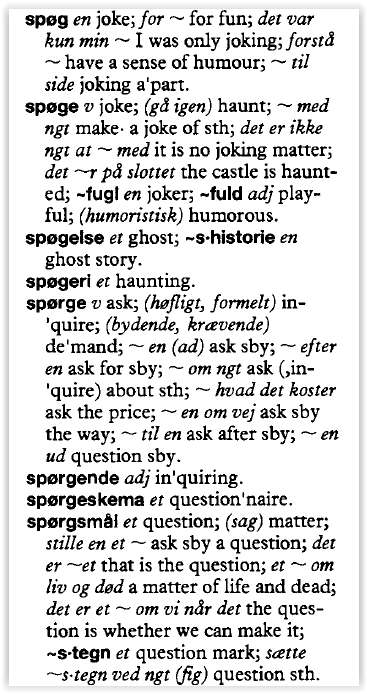 spøg en joke; for ~ for fun; det var
kun min ~ I was only joking; forstå
~ have a sense of humour; ~ til
side joking a'part.
spøge v joke; (gå igen) haunt; ~ med
ngt make· a joke of sth; det er ikke
ngt at ~ med it is no joking matter;
det ~r på slottet the castle is haunt-
ed; ~fugl en joker; ~fuld adj play-
ful; (humoristisk) humorous.
spøgelse et ghost; ~s·historie en
ghost story.
spøgeri et haunting.
spørge v ask; (høfligt, formelt) in-
'quire; (bydende, krævende)
de'mand; ~ en (ad) ask sby; ~ efter
en ask for sby; ~ om ngt ask (,in-
'quire) about sth; ~ hvad det koster
ask the price; ~ en om vej ask sby
the way; ~ til en ask after sby; ~ en
ud question sby.
spørgende adj in'quiring.
spørgeskema et question'naire.
spørgsmål et question; (sag) matter;
stille en et ~ ask sby a question; det
er ~et that is the question; et ~ om
liv og død a matter of life and dead;
det er et ~ om vi når det the ques-
tion is whether we can make it;
~s·tegn et question mark; sætte
~s·tegn ved ngt (fig) question sth.